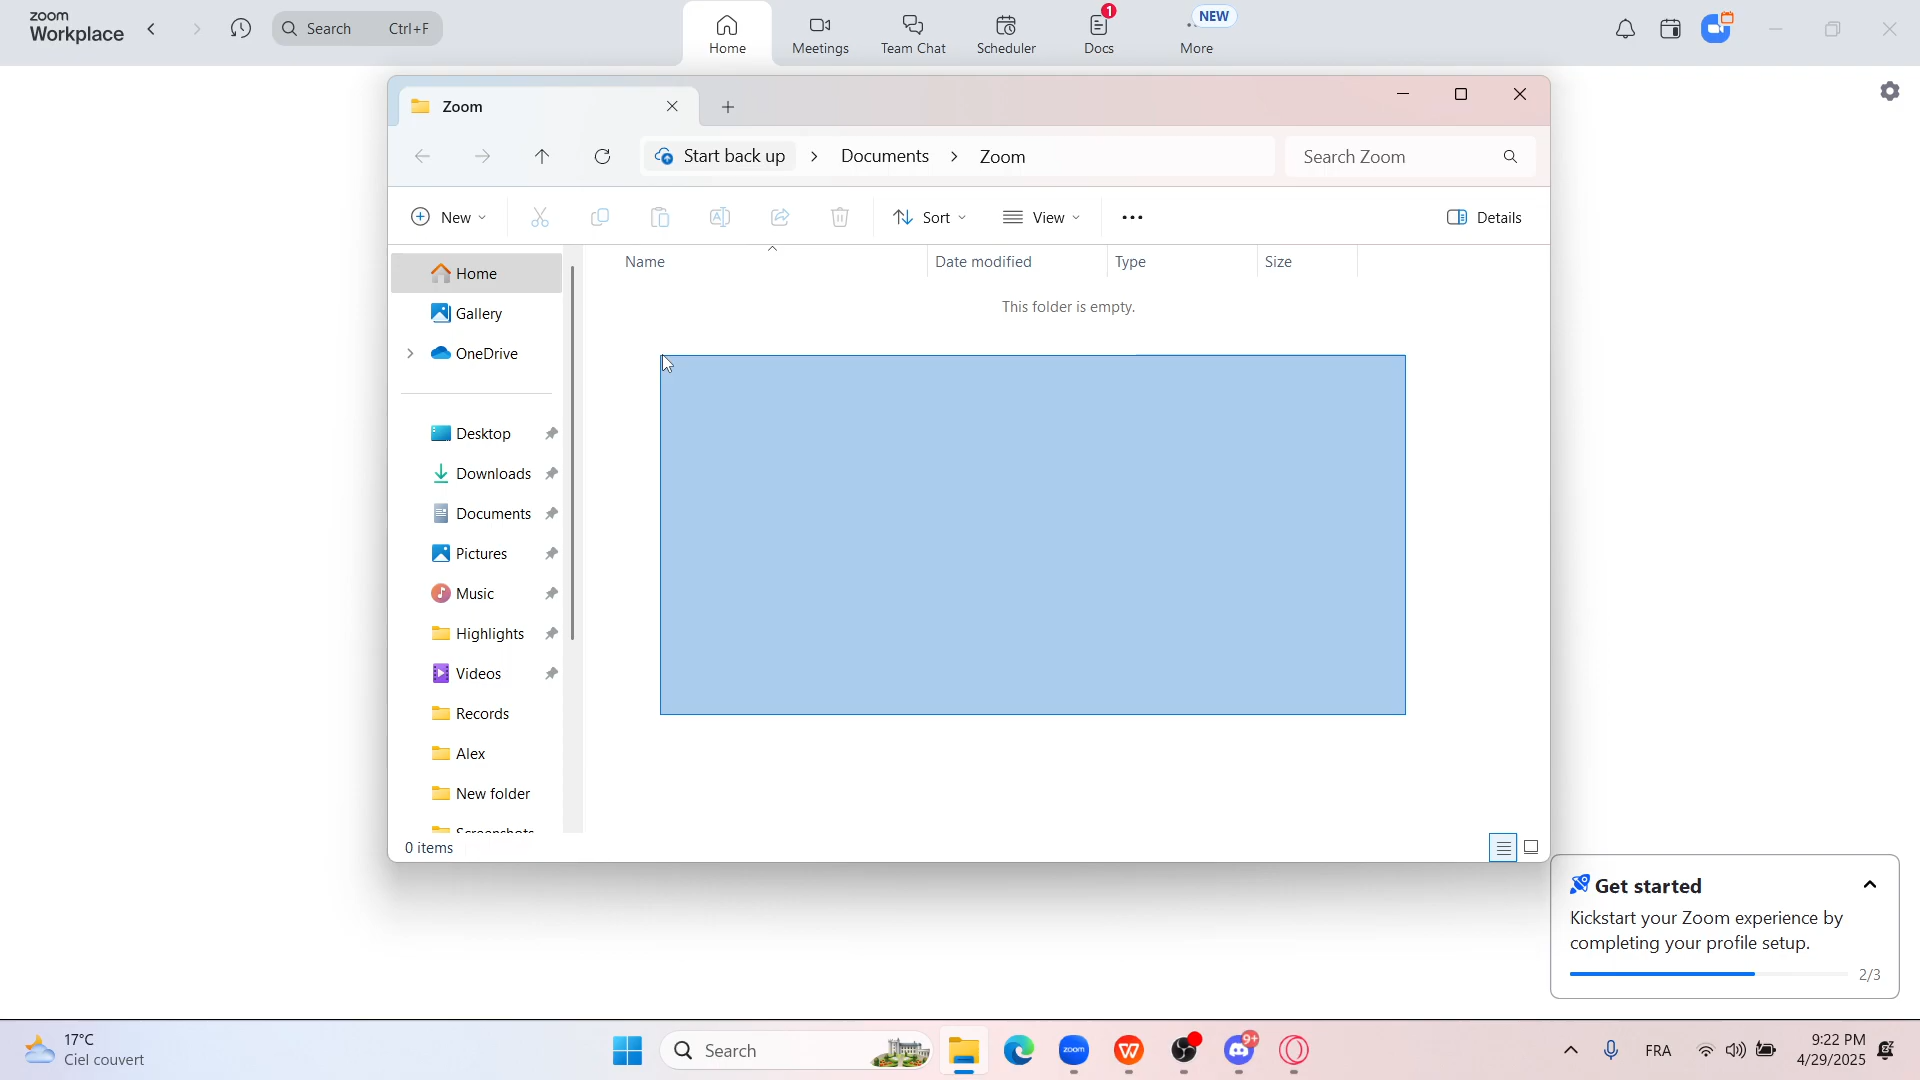 zoom
Workplace
Search Ctrl+F
Home
Meetings
Team Chat
Scheduler
1
Docs
NEW
More
Zoom
Start back up > Documents > Zoom
Search Zoom
New
Sort
View
Details
Name
Date modified
Type
Size
This folder is empty.
Home
Gallery
OneDrive
Desktop
Downloads
Documents
Pictures
Music
Highlights
Videos
Records
Alex
New folder
Screenshots
0 items
Get started
Kickstart your Zoom experience by
completing your profile setup.
2/3
17°C
Ciel couvert
Search
zoom
9+
FRA
9:22 PM
4/29/2025